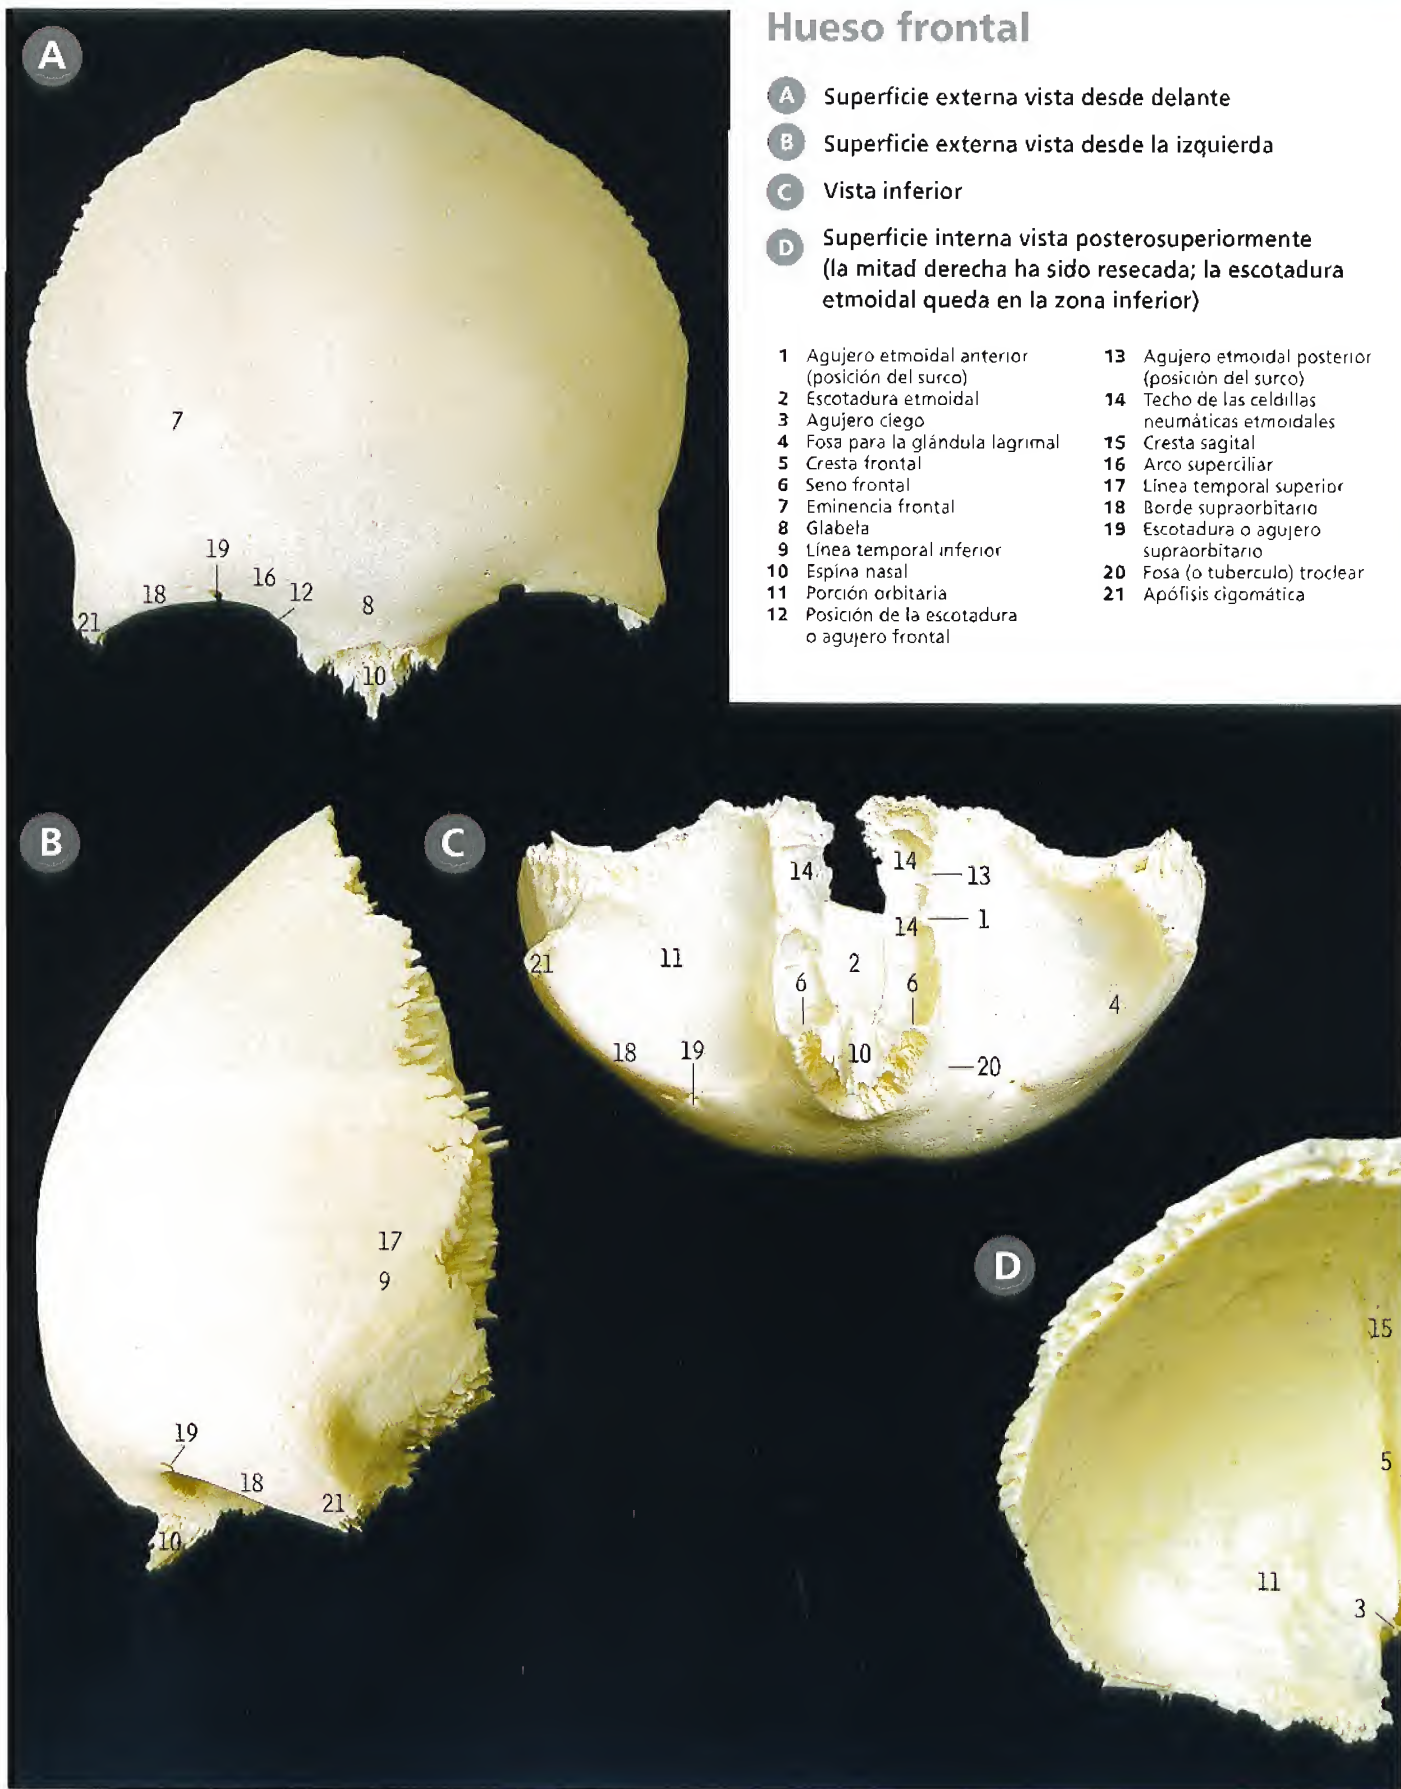 Hueso frontal
A Superficie externa vista desde delante
B Superficie externa vista desde la izquierda
C Vista inferior
D Superficie interna vista posterosuperiormente
(la mitad derecha ha sido resecada; la escotadura
etmoidal queda en la zona inferior)
1 Agujero etmoidal anterior
(posición del surco)
2 Escotadura etmoidal
3 Agujero ciego
4 Fosa para la glándula lagrimal
5 Cresta frontal
6 Seno frontal
7 Eminencia frontal
8 Glabela
9 Línea temporal inferior
10 Espina nasal
11 Porción orbitaria
12 Posición de la escotadura
o agujero frontal
13 Agujero etmoidal posterior
(posición del surco)
14 Techo de las celdillas
neumáticas etmoidales
15 Cresta sagital
16 Arco superciliar
17 Línea temporal superior
18 Borde supraorbitario
19 Escotadura o agujero
supraorbitario
20 Fosa (o tuberculo) troclear
21 Apófisis cigomática
A
7
19
16
18
12
8
21
10
B
17
9
19
18
21
10
C
14
14
13
14
1
11
2
21
6
6
4
18
19
10
20
D
15
5
11
3